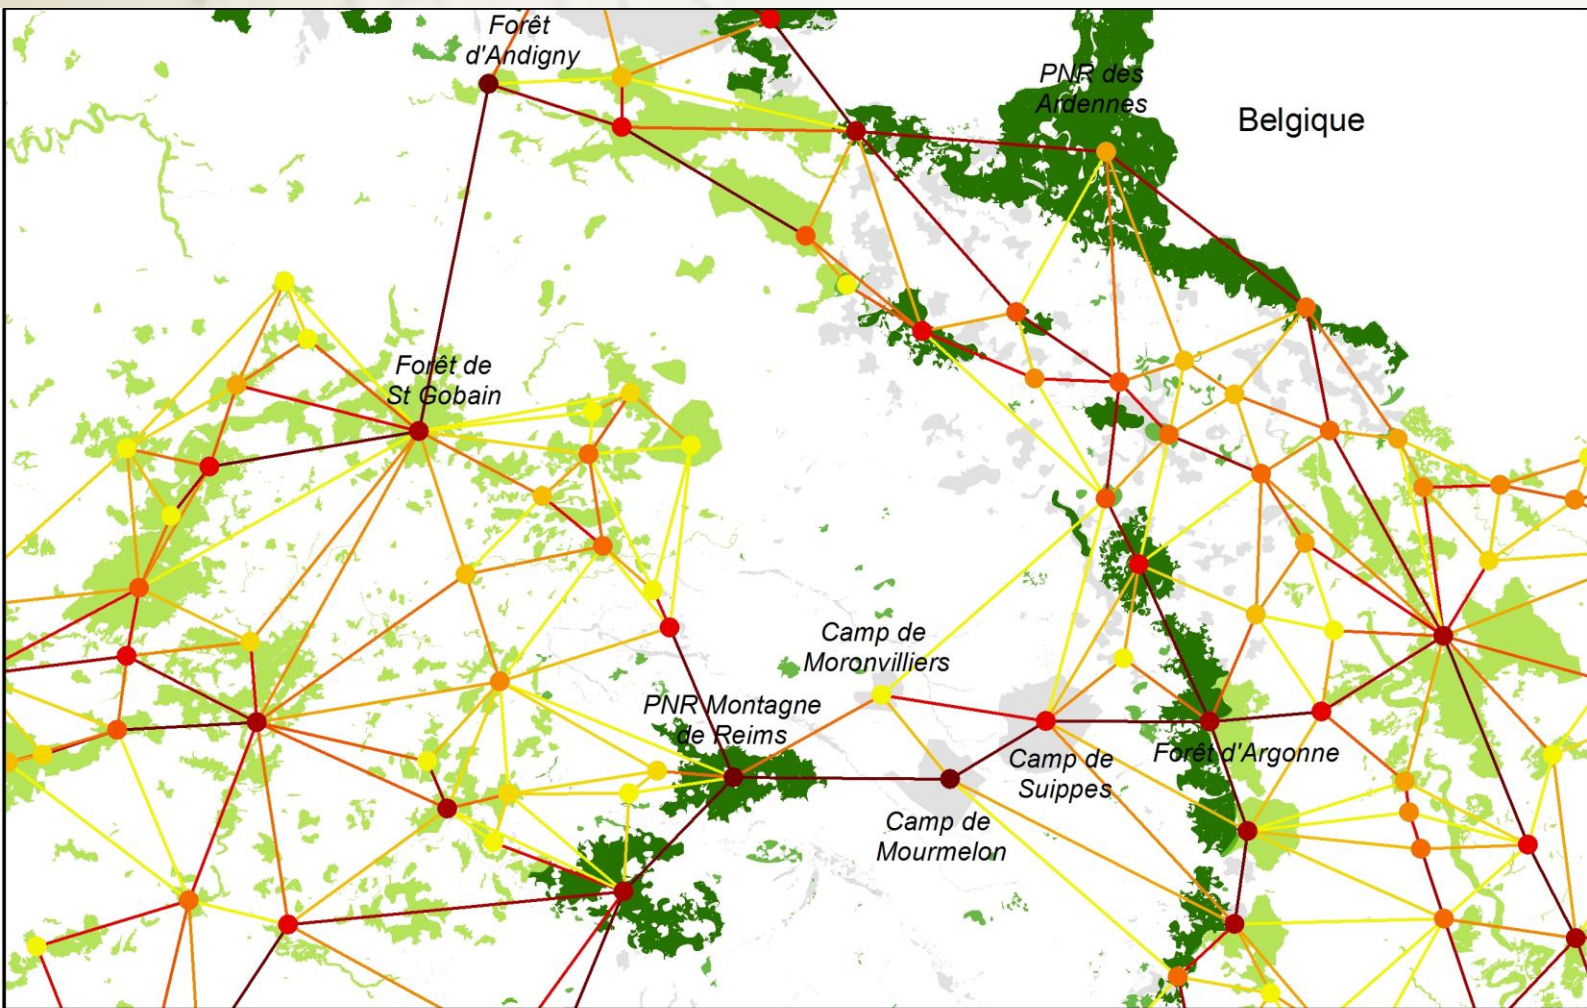 Forêt
d'Andigny
PNR des
Ardennes
Belgique
Forêt de
St Gobain
Camp de
Moronvilliers
PNR Montagne
de Reims
Forêt d'Argonne
Camp de
Suippes
Camp de
Mourmelon